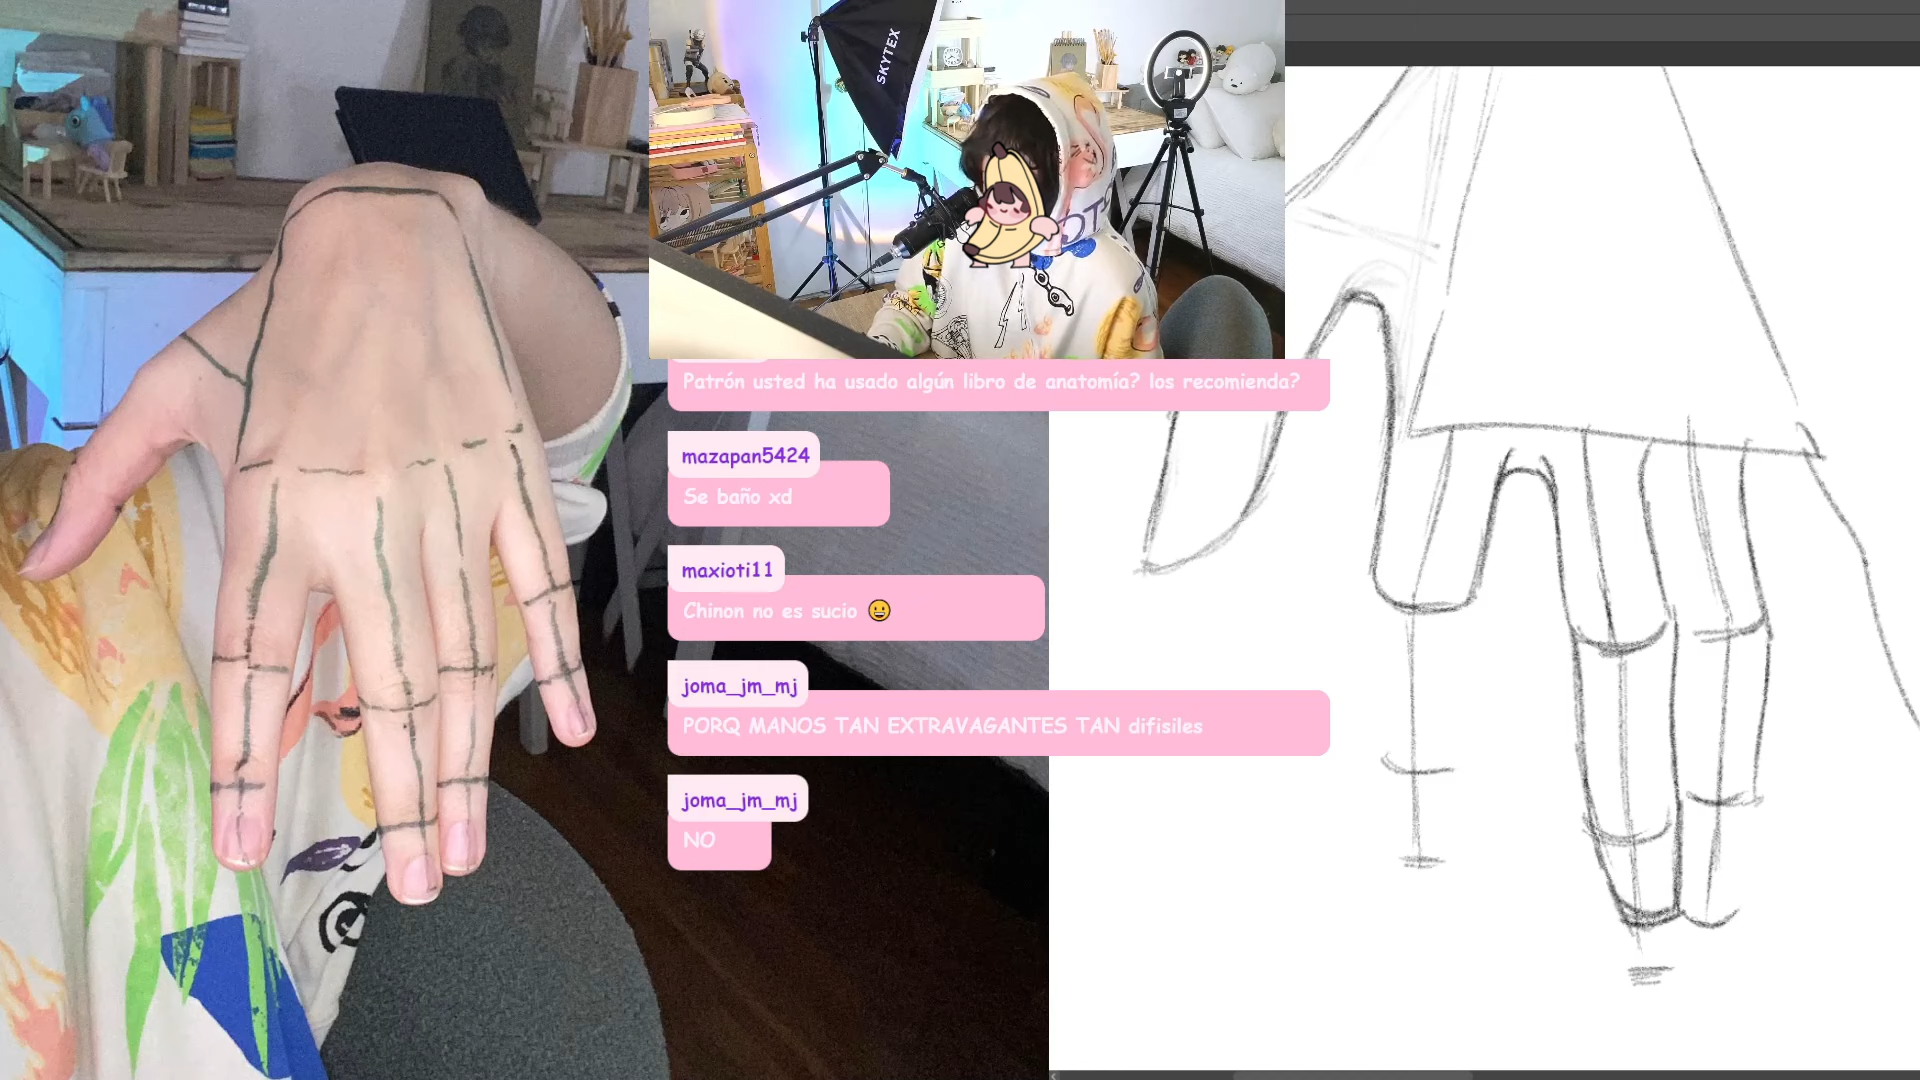 SKYTEX
Patrón usted ha usado algún libro de anatomía? los recomienda?
mazapan5424
Se baño xd
maxioti11
Chinon no es sucio 😀
joma_jm_mj
PORQ MANOS TAN EXTRAVAGANTES TAN difisiles
joma_jm_mj
NO